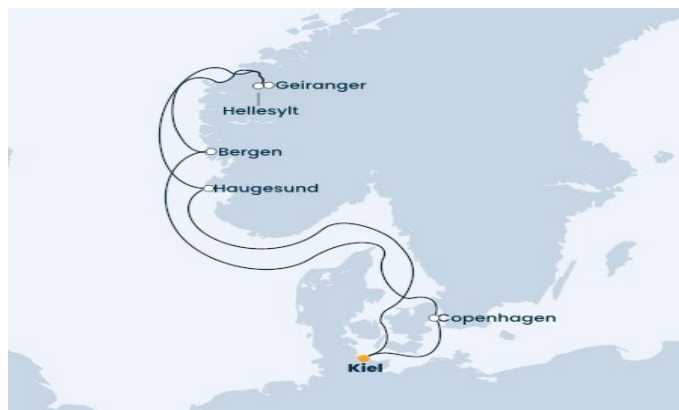 Geiranger
Hellesylt
Bergen
Haugesund
Copenhagen
Kiel